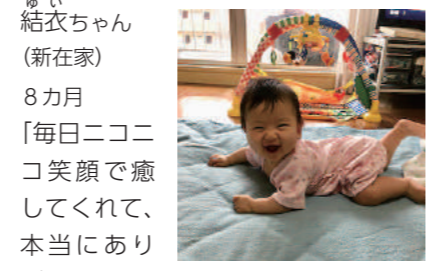 ゆい
結衣ちゃん
（新在家）
８カ月
「毎日ニコニ
コ笑顔で癒
してくれて、
本当にあり